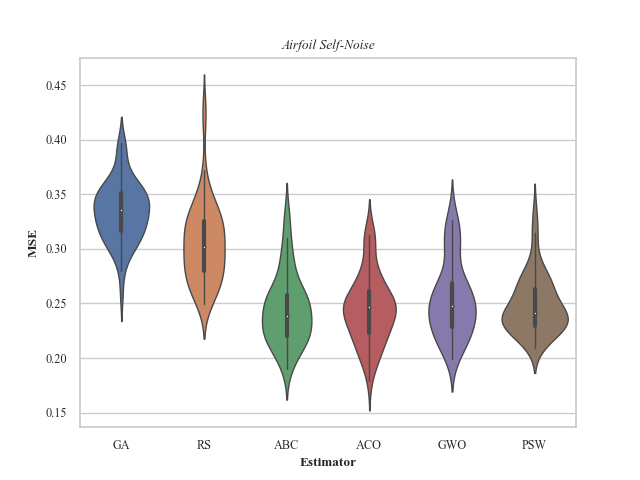 Airfoil Self-Noise
0.45
0.40
0.35
0.30
0.25
0.20
0.15
MSE
GA RS ABC ACO GWO PSW
Estimator